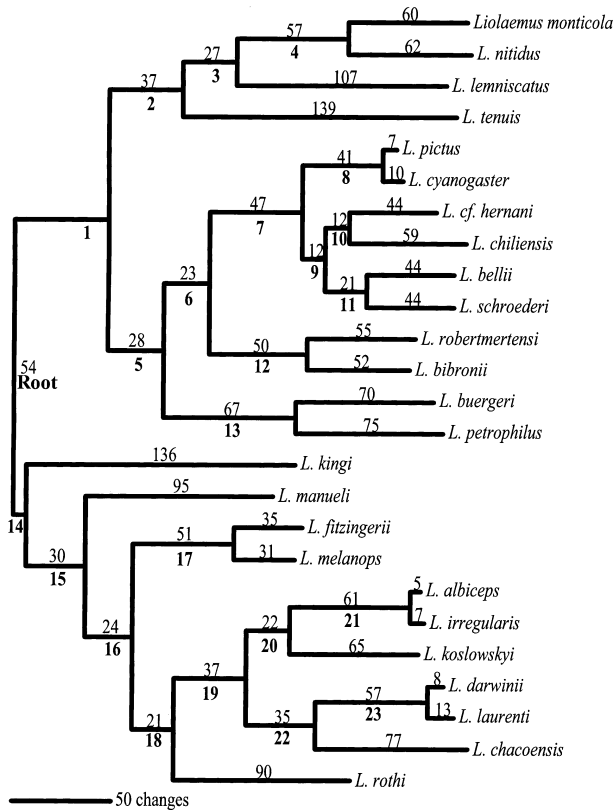 60
Liolaemus monticola
57
4
62
L. nitidus
27
3
107
L. lemniscatus
37
2
139
L. tenuis
7
L. pictus
41
8
10
L. cyanogaster
47
7
12
10
44
L. cf. hernani
59
L. chiliensis
12
9
44
L. bellii
21
11
44
L. schroederi
1
23
6
55
L. robertmertensi
28
5
50
12
52
L. bibronii
54
Root
70
L. buergeri
67
13
75
L. petrophilus
136
L. kingi
95
L. manueli
14
35
L. fitzingerii
51
17
31
L. melanops
30
15
5
L. albiceps
61
21
7
L. irregularis
24
16
22
20
65
L. koslowskyi
37
19
8
L. darwinii
57
23
13
L. laurenti
21
18
35
22
77
L. chacoensis
90
L. rothi
50 changes